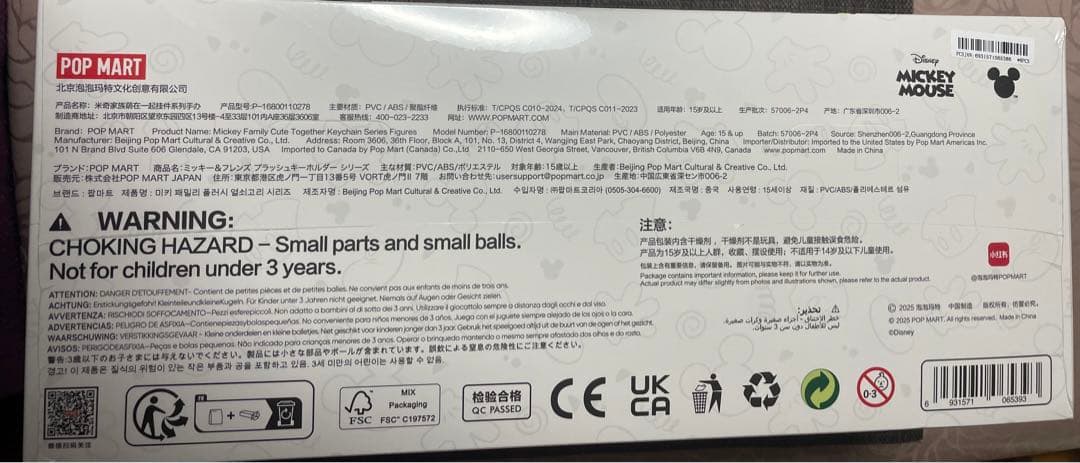 POP MART
北京泡泡玛特文化创意有限公司
Disney
MICKEY
MOUSE
产品名称：米奇家族萌在一起挂件系列手办 产品型号：P-16800110278 主要材质：PVC / ABS / 聚酯纤维 执行标准：T/CPQS C010-2024，T/CPQS C011-2023 适用年龄：15岁及以上 生产批次：57006-2P4 产地：广东省深圳市006-2
制造商地址：北京市朝阳区望京东园四区13号楼-4至33层101内A座36层3606室 客服热线：400-023-2233 网址：WWW.POPMART.COM
Brand: POP MART Product Name: Mickey Family Cute Together Keychain Series Figures Model Number: P-16800110278 Main Material: PVC / ABS / Polyester Age: 15 & up Batch: 57006-2P4 Source: Shenzhen006-2,Guangdong Province
Manufacturer: Beijing Pop Mart Cultural & Creative Co., Ltd. Address: Room 3606, 36th Floor, Block A, 101, No. 13, District 4, Wangjing East Park, Chaoyang District, Beijing, China Importer/Distributor: Imported to the United States by Pop Mart Americas Inc.
101 N Brand Blvd Suite 606 Glendale, CA 91203, USA Imported to Canada by Pop Mart (Canada) Co., Ltd 2110-650 West Georgia Street, Vancouver, British Columbia V6B 4N9, Canada www.popmart.com Made in China
ブランド：POP MART 商品名：ミッキー&フレンズ プラッシュキーホルダー シリーズ 主な材質：PVC/ABS/ポリエステル 対象年齢：15歳以上 生産者：Beijing Pop Mart Cultural & Creative Co., Ltd.
販売元：株式会社POP MART JAPAN 住所：東京都港区虎ノ門一丁目13番5号 VORT虎ノ門II 7階 お問い合わせ先：usersupport@popmart.co.jp 生産地：中国広東省深セン市006-2
브랜드：팝마트 제품명：미키 패밀리 플러시 열쇠고리 시리즈 제조자명：Beijing Pop Mart Cultural & Creative Co., Ltd. 수입자명：㈜팝마트코리아 (0505-304-6600) 제조국명：중국 사용연령：15세이상 재질：PVC/ABS/폴리에스테르 섬유
WARNING:
CHOKING HAZARD – Small parts and small balls.
Not for children under 3 years.
ATTENTION: DANGER D'ETOUFFEMENT- Contient de petites pièces et de petites balles. Ne convient pas aux enfants de moins de trois ans.
ACHTUNG: Erstickungsgefahr! Kleinteileundkleinekugeln. Für Kinder unter 3 Jahren nicht geeignet. Niemals auf Augen oder Gesicht zielen.
AVVERTENZA: RISCHIODI SOFFOCAMENTO-Pezzi esferepiccoli. Non adatto a bambini di al sotto dei 3 anni. Utilizzare il giocattolo sempre a distanza dagli occhi e dal viso.
ADVERTENCIAS: PELIGRO DE ASFIXIA-Contienepiezasybolaspequeñas. No conveniente para niños menores de 3 años. Juega con el juguete siempre alejado de los ojos o la cara.
WAARSCHUWING: VERSTIKKINGSGEVAAR - Kleine onderdelen en kleine balletjes. Niet geschikt voor kinderen jonger dan 3 jaar. Gebruik het speelgoed altijd uit de buurt van de ogen of het gezicht.
AVISOS: PERIGODEASFIXIA-Peças e bolas pequenas. Não indicado para crianças menores de 3 anos. Operar o brinquedo mantendo o mesmo sempre afastado dos olhos e do rosto.
警告：3歳以下のお子さまには与えないでください。製品には小さな部品やボールが含まれています。誤飲による窒息の危険性にご注意ください。
경고! 이 제품은 질식의 위험이 있는 작은 부품과 공을 포함하고 있음. 3세 미만의 어린이는 사용할 수 없음.
注意：
产品包装内含干燥剂，干燥剂不是玩具，避免儿童接触误食危险。
产品为15岁及以上人群，收藏、摆设使用；不适用于14岁及以下儿童使用。
包装上含有重要信息，请保留备用。图片可能与实物不符，请以实物为准。
Package contains important information, please keep it for further use.
Actual product may differ slightly from photos and illustrations shown, please refer to the actual product.
تحذير:
خطر الاختناق - أجزاء صغيرة وكرات صغيرة.
ليس للأطفال دون سن 3 سنوات.
小红书
@泡泡玛特POPMART
© 2025 泡泡玛特 中国制造 版权所有，仿冒必究。
© 2025 POP MART. All rights reserved. Made in China
©Disney
FR
MIX
Packaging
FSC
FSC® C197572
检验合格
QC PASSED
CE
UK
CA
0-3
6 931571 065393